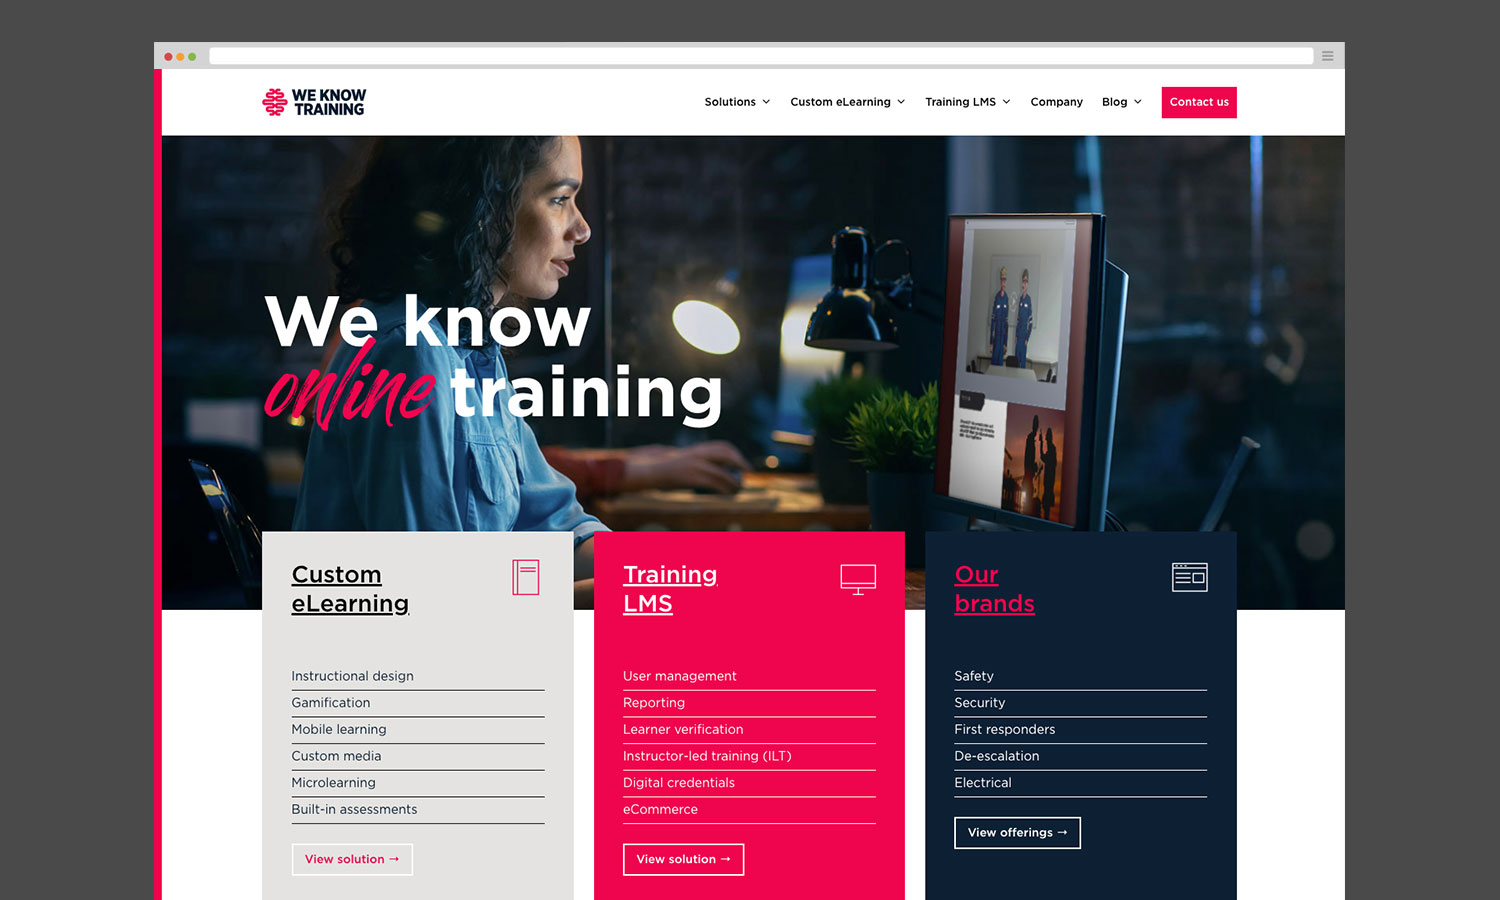 WE KNOW
TRAINING
Solutions
Custom eLearning
Training LMS
Company
Blog
Contact us
We know
online training
Custom
eLearning
Instructional design
Gamification
Mobile learning
Custom media
Microlearning
Built-in assessments
View solution →
Training
LMS
User management
Reporting
Learner verification
Instructor-led training (ILT)
Digital credentials
eCommerce
View solution →
Our
brands
Safety
Security
First responders
De-escalation
Electrical
View offerings →